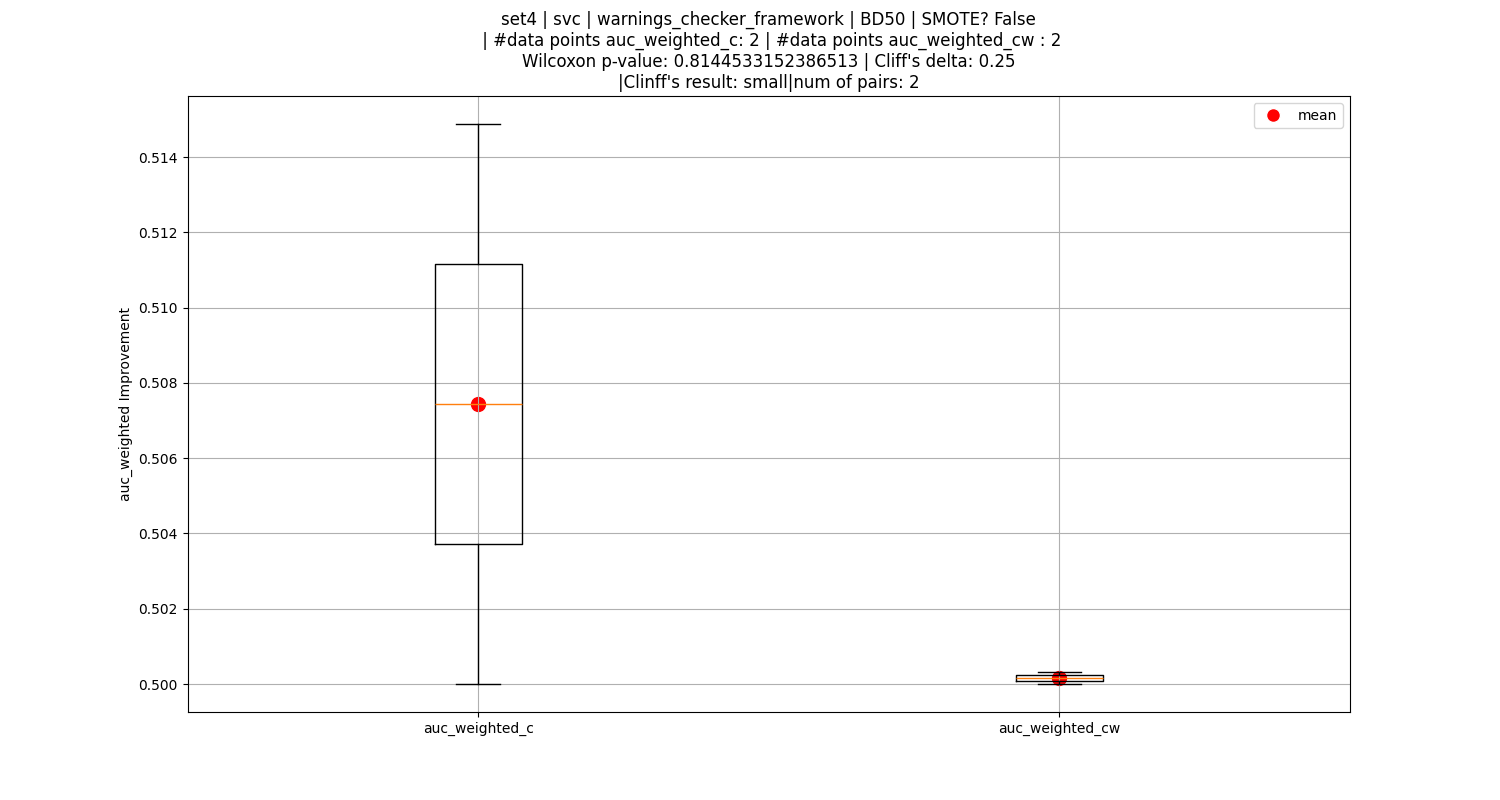 set4 | svc | warnings_checker_framework | BD50 | SMOTE? False
| #data points auc_weighted_c: 2 | #data points auc_weighted_cw : 2
Wilcoxon p-value: 0.8144533152386513 | Cliff's delta: 0.25
|Clinff's result: small|num of pairs: 2
mean
0.514
0.512
0.510
0.508
0.506
0.504
0.502
0.500
auc_weighted Improvement
auc_weighted_c
auc_weighted_cw